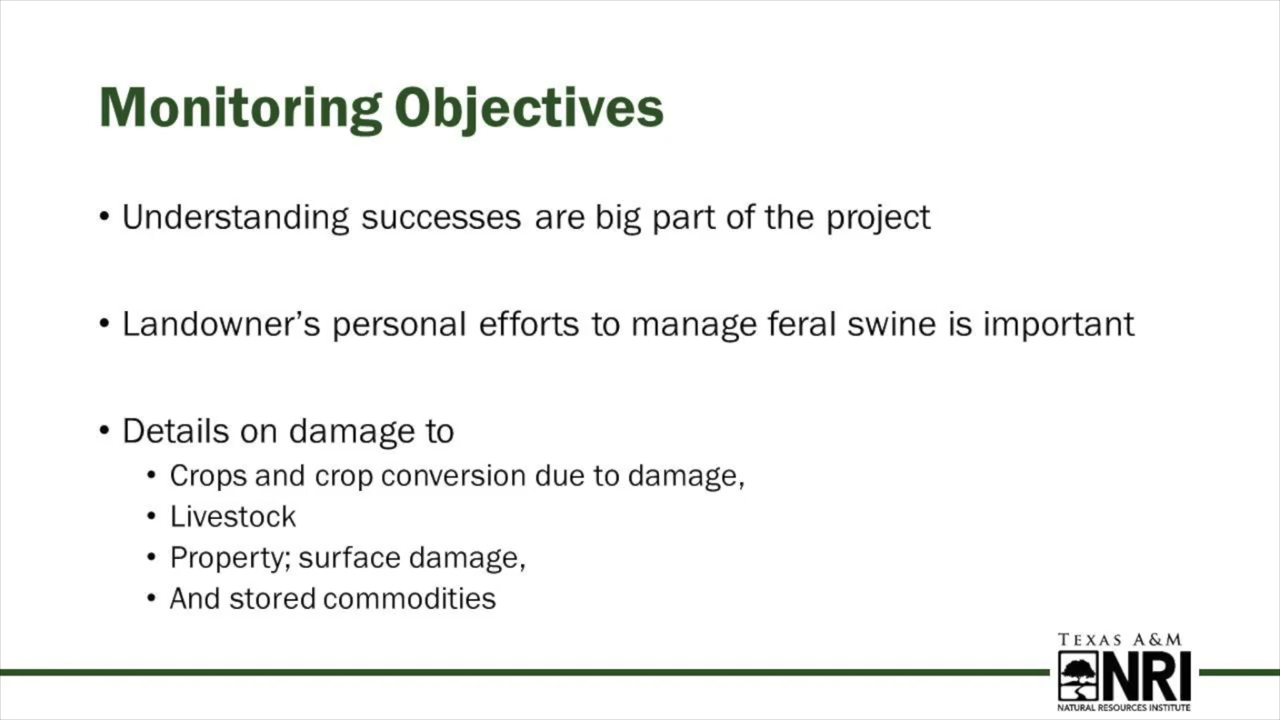 Monitoring Objectives
• Understanding successes are big part of the project
• Landowner’s personal efforts to manage feral swine is important
• Details on damage to
• Crops and crop conversion due to damage,
• Livestock
• Property; surface damage,
• And stored commodities
TEXAS A&M
NRI
NATURAL RESOURCES INSTITUTE